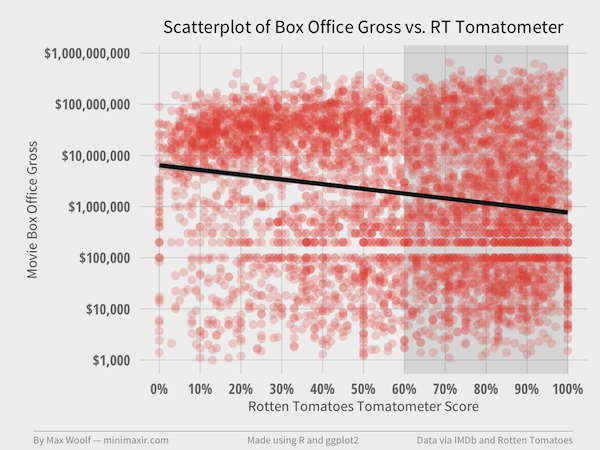 Scatterplot of Box Office Gross vs. RT Tomatometer
Movie Box Office Gross
$1,000,000,000
$100,000,000
$10,000,000
$1,000,000
$100,000
$10,000
$1,000
0% 10% 20% 30% 40% 50% 60% 70% 80% 90% 100%
Rotten Tomatoes Tomatometer Score
By Max Woolf — minimaxir.com Made using R and ggplot2 Data via IMDb and Rotten Tomatoes